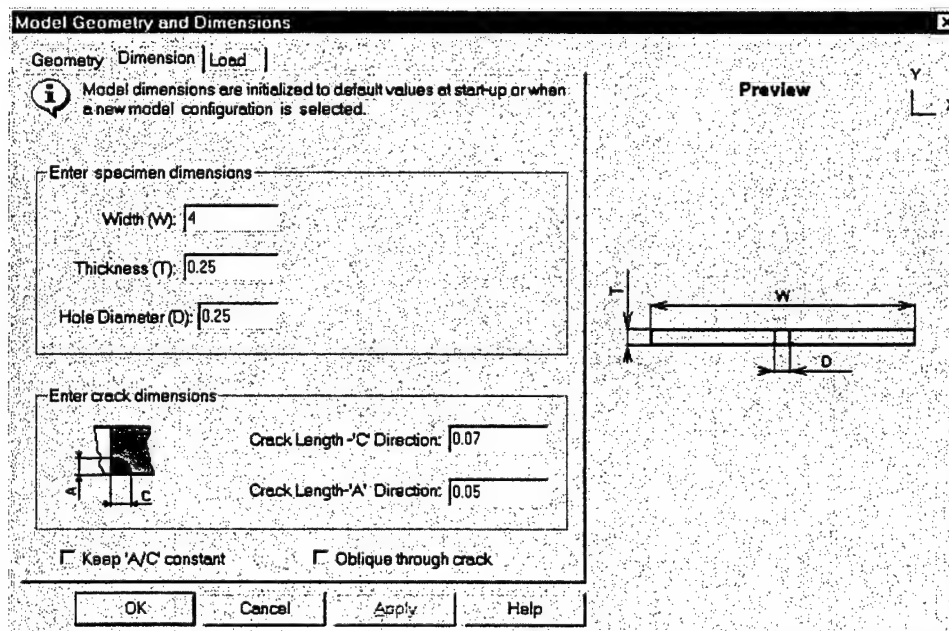 Model Geometry and Dimensions
Geometry Dimension Load
Model dimensions are initialized to default values at start-up or when
a new model configuration is selected.
Enter specimen dimensions
Width (W): 4
Thickness (T): 0.25
Hole Diameter (D): 0.25
Enter crack dimensions
A
C
Crack Length -'C' Direction: 0.07
Crack Length-'A' Direction: 0.05
Keep 'A/C' constant
Oblique through crack
OK Cancel Apply Help
Preview
Y
T
W
D